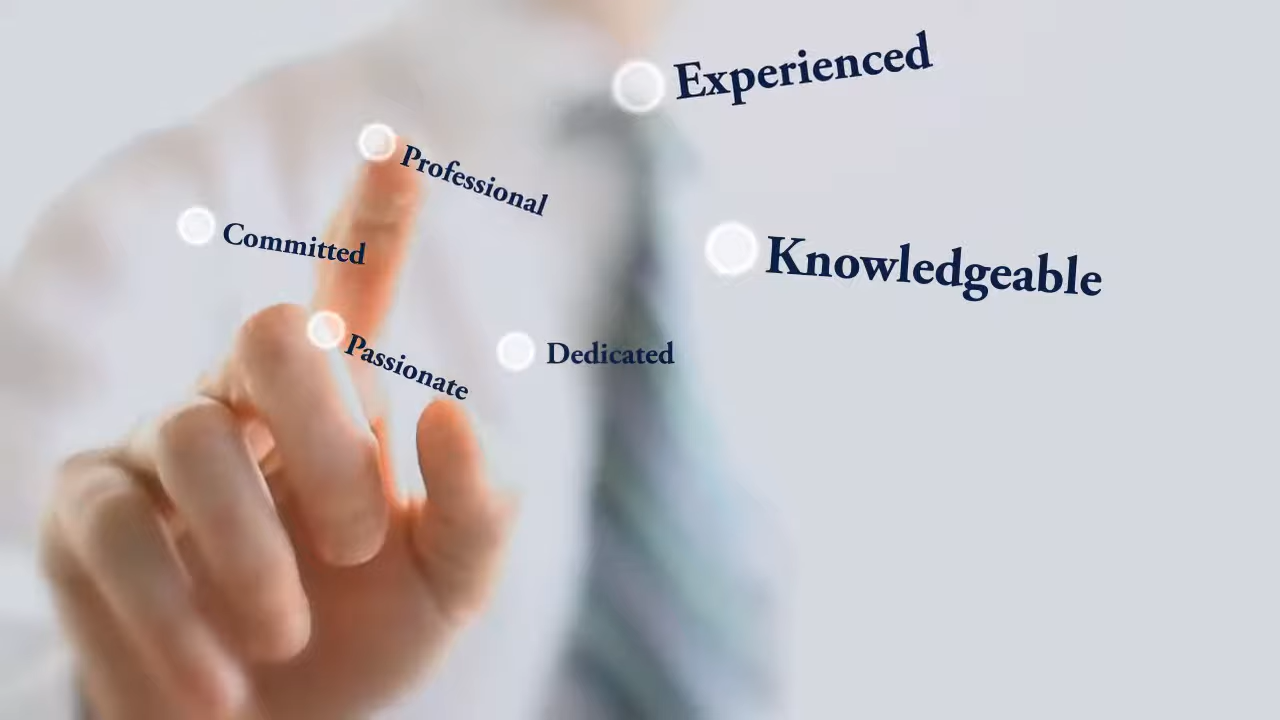 Experienced
Professional
Committed
Knowledgeable
Passionate
Dedicated